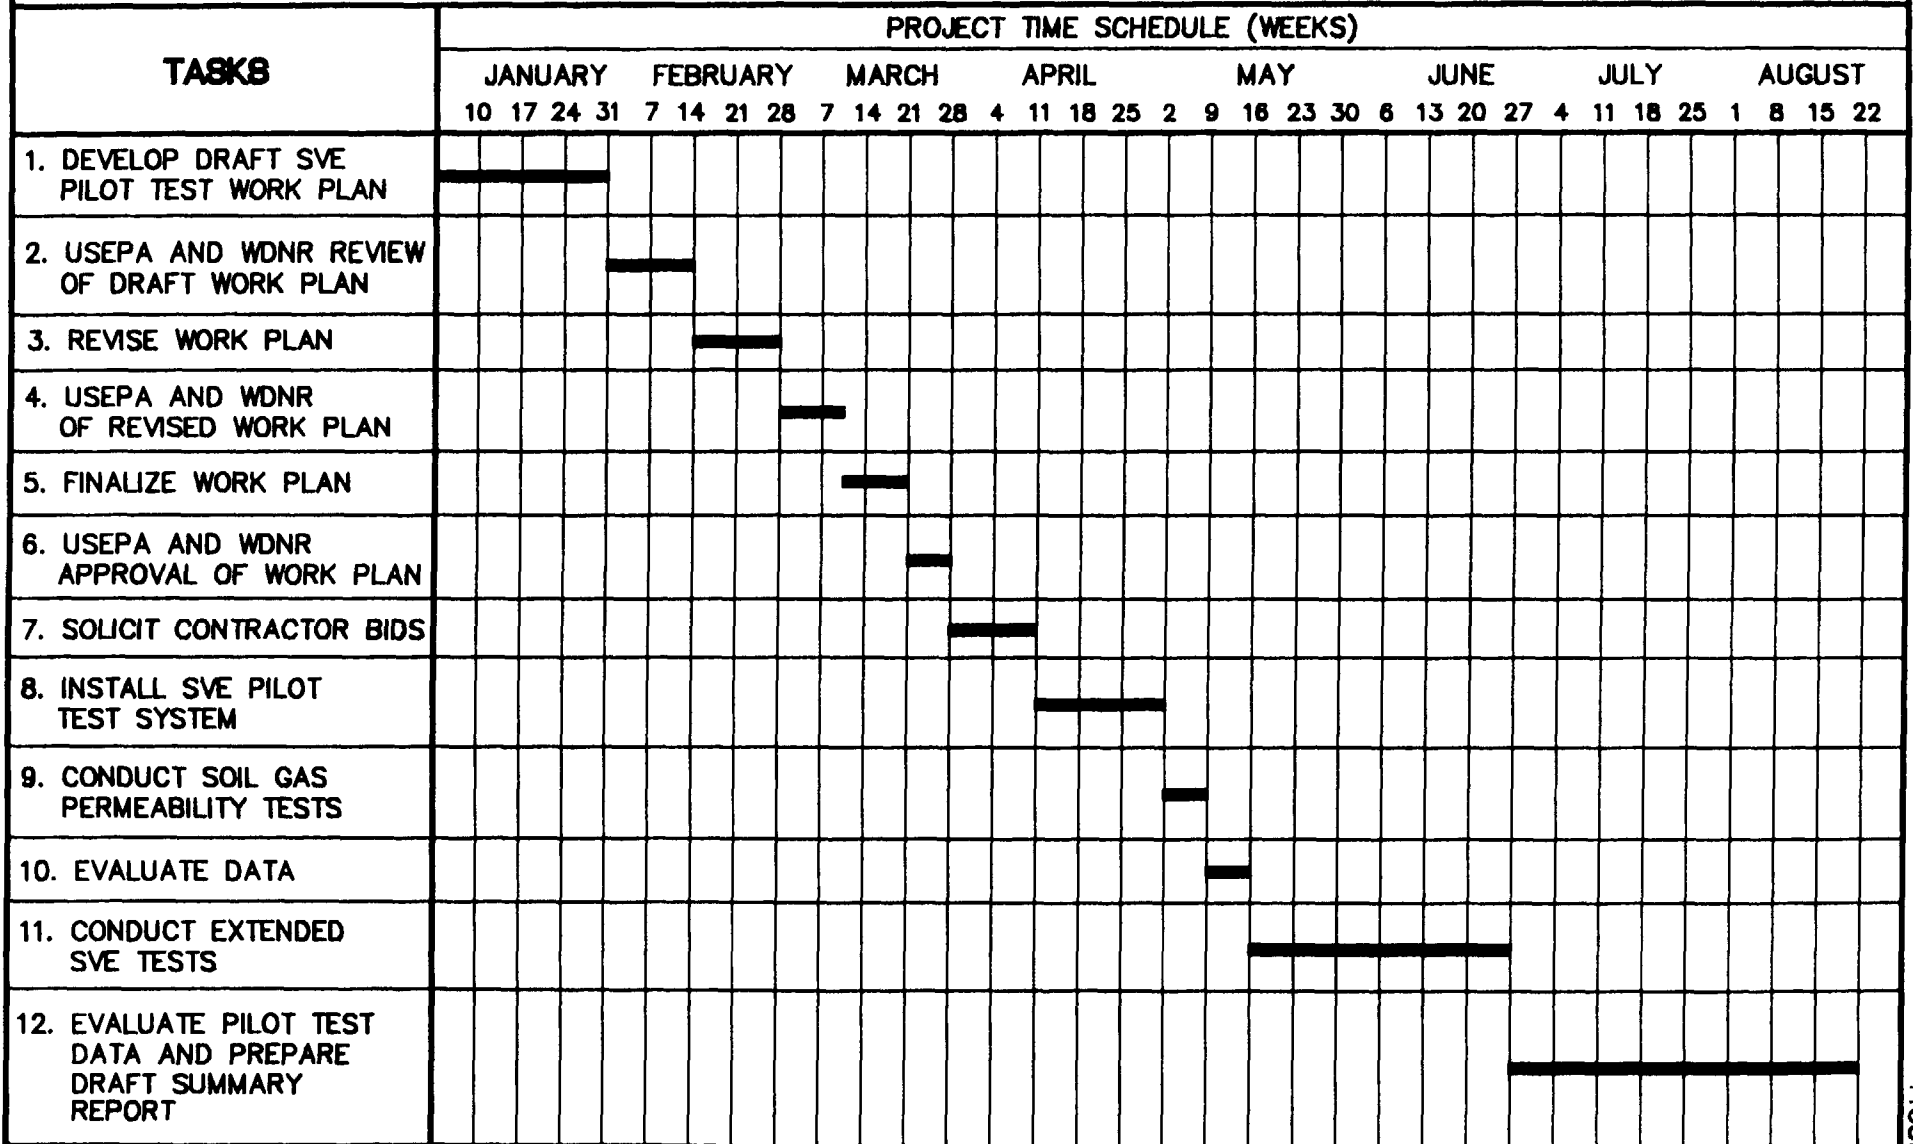 PROJECT TIME SCHEDULE (WEEKS)
TASKS
JANUARY FEBRUARY MARCH APRIL MAY JUNE JULY AUGUST
10 17 24 31 7 14 21 28 7 14 21 28 4 11 18 25 2 9 16 23 30 6 13 20 27 4 11 18 25 1 8 15 22
1. DEVELOP DRAFT SVE
PILOT TEST WORK PLAN
2. USEPA AND WDNR REVIEW
OF DRAFT WORK PLAN
3. REVISE WORK PLAN
4. USEPA AND WDNR
OF REVISED WORK PLAN
5. FINALIZE WORK PLAN
6. USEPA AND WDNR
APPROVAL OF WORK PLAN
7. SOLICIT CONTRACTOR BIDS
8. INSTALL SVE PILOT
TEST SYSTEM
9. CONDUCT SOIL GAS
PERMEABILITY TESTS
10. EVALUATE DATA
11. CONDUCT EXTENDED
SVE TESTS
12. EVALUATE PILOT TEST
DATA AND PREPARE
DRAFT SUMMARY
REPORT